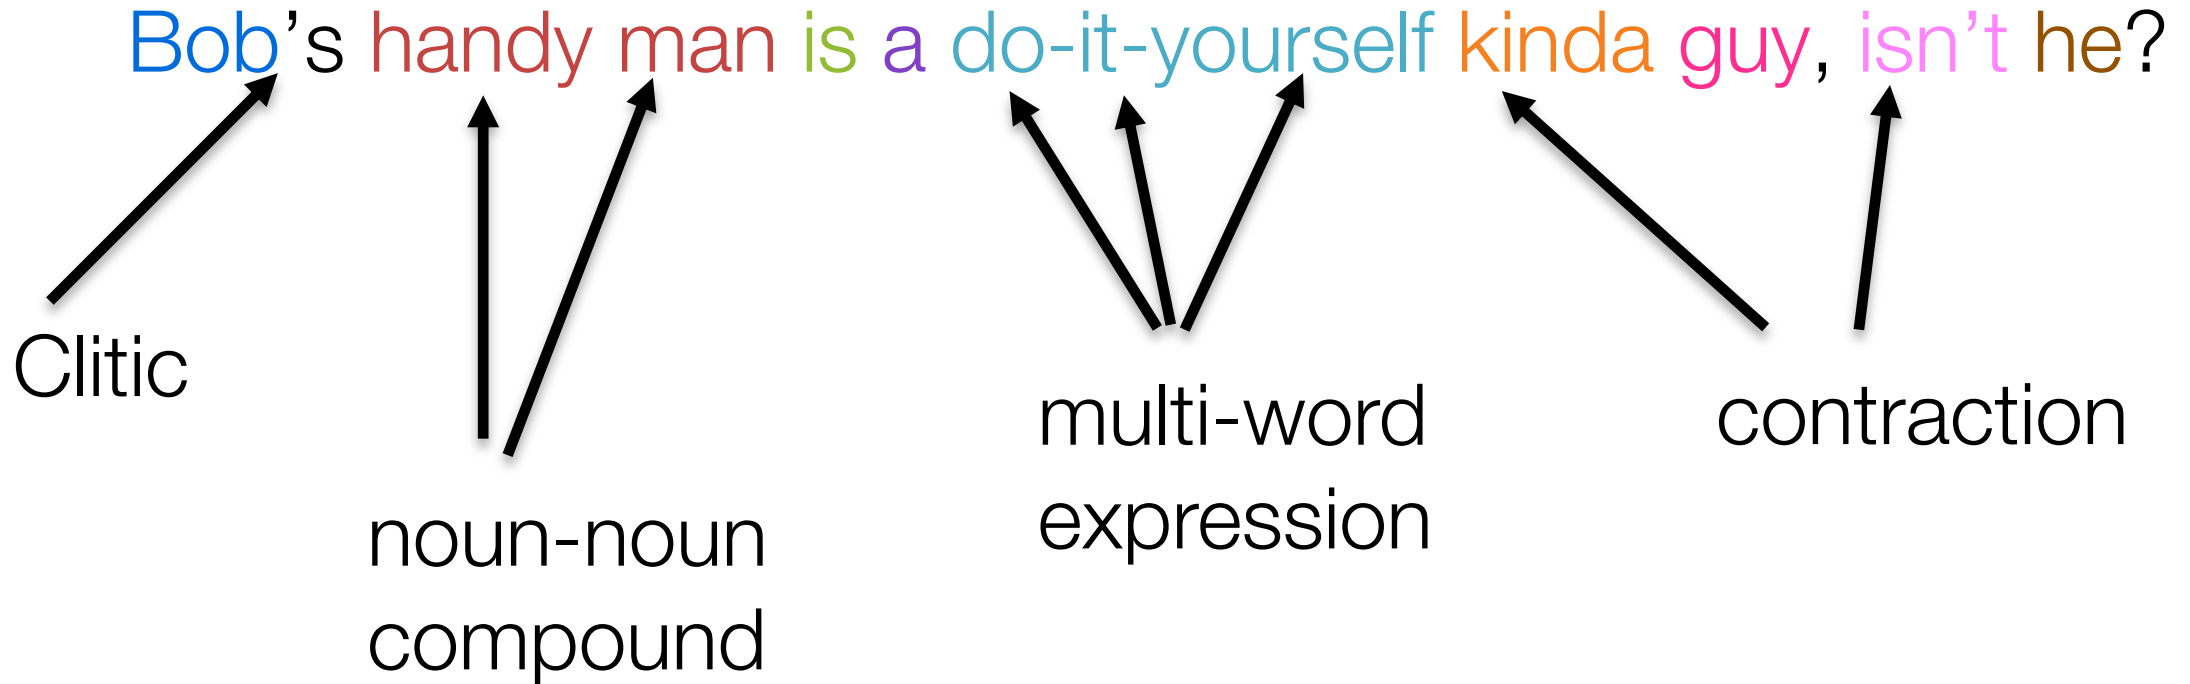 Bob’s handy man is a do-it-yourself kinda guy, isn’t he?
Clitic
noun-noun
compound
multi-word
expression
contraction